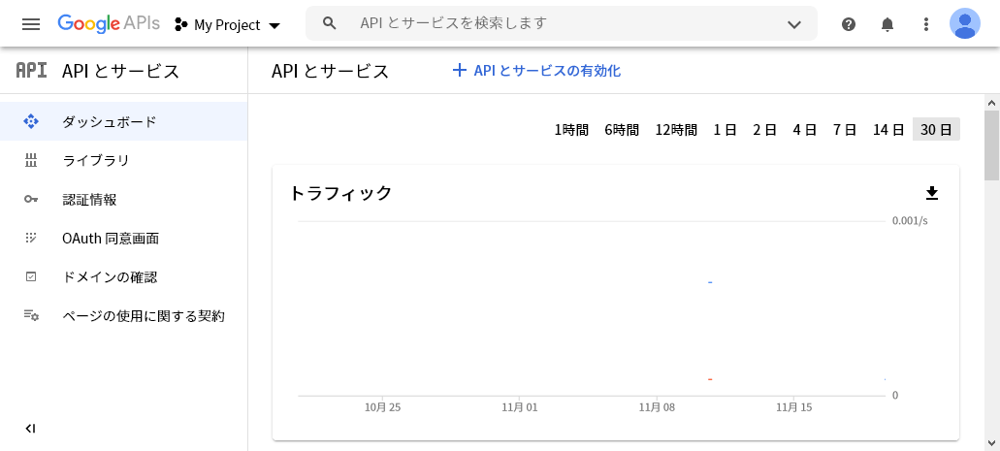 Google APIs
My Project
API とサービスを検索します
API API とサービス
API とサービス
API とサービスの有効化
ダッシュボード
ライブラリ
認証情報
OAuth 同意画面
ドメインの確認
ページの使用に関する契約
1時間 6時間 12時間 1 日 2 日 4 日 7 日 14 日 30 日
トラフィック
0.001/s
0
10月 25 11月 01 11月 08 11月 15